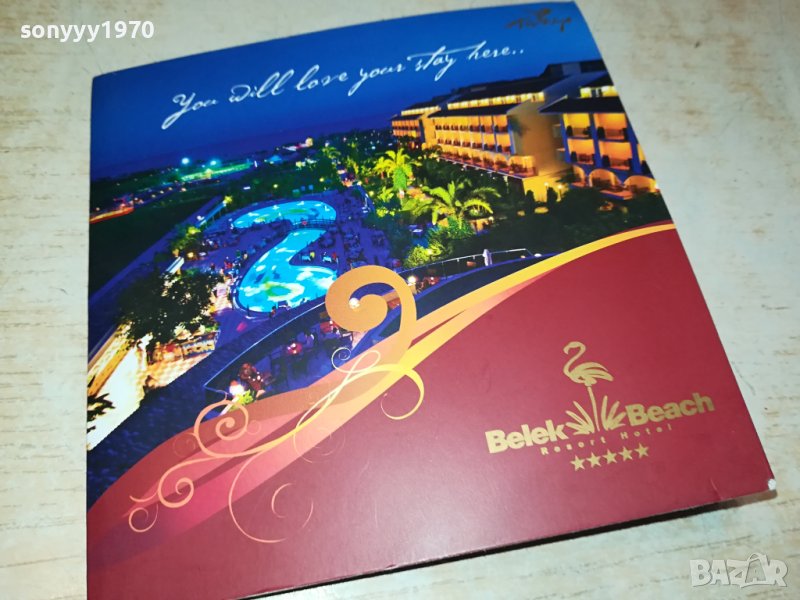 sonyyy1970
You will love your stay here..
Belek Beach
Resort Hotel
BAZAR